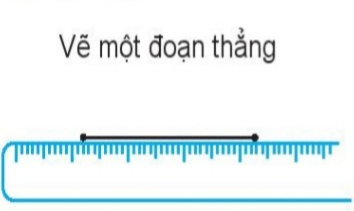 Vẽ một đoạn thẳng